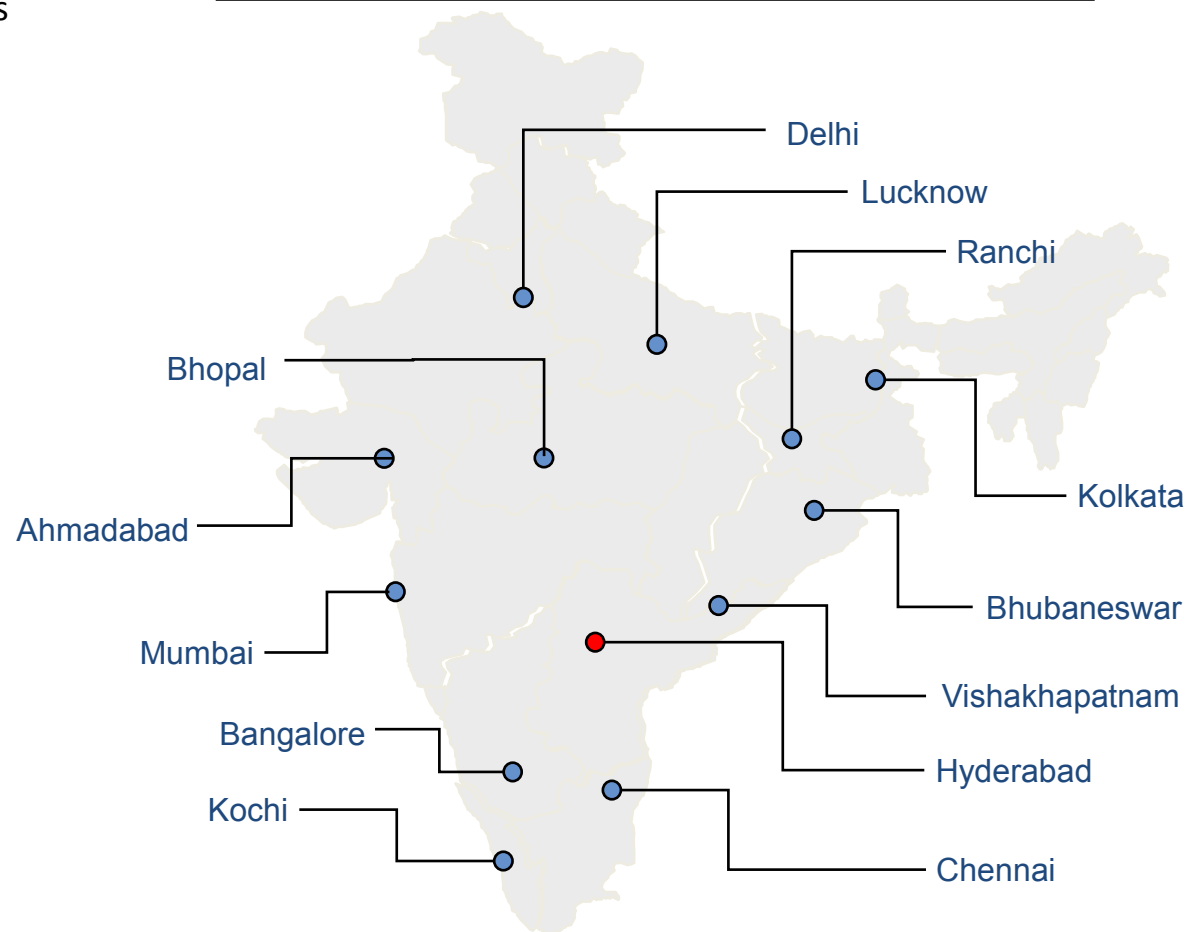 s
Delhi
Lucknow
Ranchi
Bhopal
Kolkata
Ahmadabad
Bhubaneswar
Mumbai
Vishakhapatnam
Bangalore
Hyderabad
Kochi
Chennai